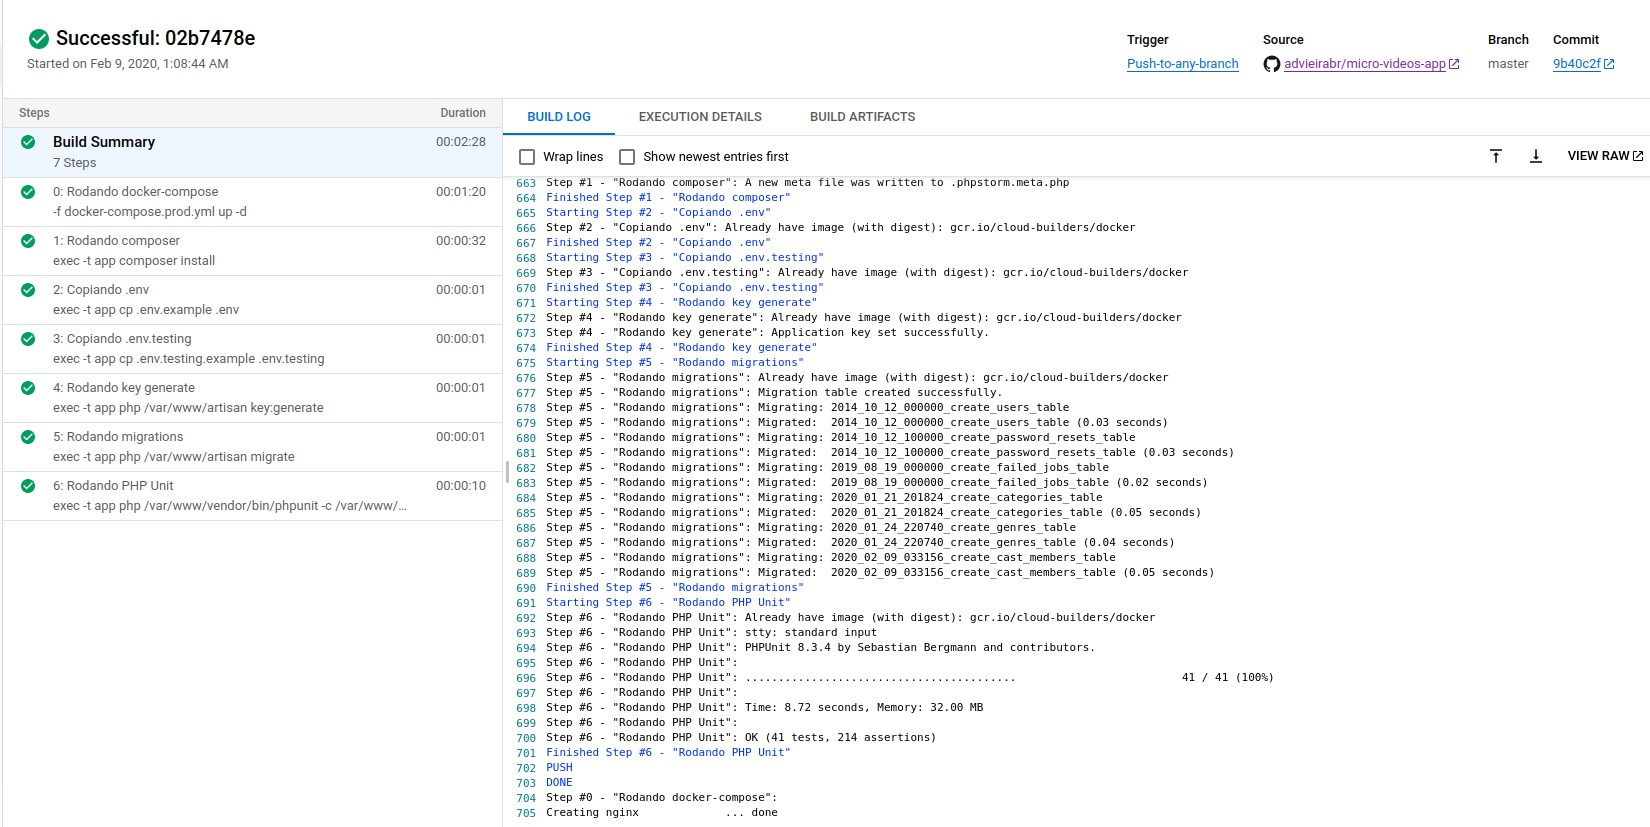 Successful: 02b7478e
Started on Feb 9, 2020, 1:08:44 AM
Trigger
Push-to-any-branch
Source
advieirabr/micro-videos-app
Branch
master
Commit
9b40c2f
Steps Duration
Build Summary 00:02:28
7 Steps
0: Rodando docker-compose 00:01:20
-f docker-compose.prod.yml up -d
1: Rodando composer 00:00:32
exec -t app composer install
2: Copiando .env 00:00:01
exec -t app cp .env.example .env
3: Copiando .env.testing 00:00:01
exec -t app cp .env.testing.example .env.testing
4: Rodando key generate 00:00:01
exec -t app php /var/www/artisan key:generate
5: Rodando migrations 00:00:01
exec -t app php /var/www/artisan migrate
6: Rodando PHP Unit 00:00:10
exec -t app php /var/www/vendor/bin/phpunit -c /var/www/...
BUILD LOG EXECUTION DETAILS BUILD ARTIFACTS
Wrap lines Show newest entries first VIEW RAW
663 Step #1 - "Rodando composer": A new meta file was written to .phpstorm.meta.php
664 Finished Step #1 - "Rodando composer"
665 Starting Step #2 - "Copiando .env"
666 Step #2 - "Copiando .env": Already have image (with digest): gcr.io/cloud-builders/docker
667 Finished Step #2 - "Copiando .env"
668 Starting Step #3 - "Copiando .env.testing"
669 Step #3 - "Copiando .env.testing": Already have image (with digest): gcr.io/cloud-builders/docker
670 Finished Step #3 - "Copiando .env.testing"
671 Starting Step #4 - "Rodando key generate"
672 Step #4 - "Rodando key generate": Already have image (with digest): gcr.io/cloud-builders/docker
673 Step #4 - "Rodando key generate": Application key set successfully.
674 Finished Step #4 - "Rodando key generate"
675 Starting Step #5 - "Rodando migrations"
676 Step #5 - "Rodando migrations": Already have image (with digest): gcr.io/cloud-builders/docker
677 Step #5 - "Rodando migrations": Migration table created successfully.
678 Step #5 - "Rodando migrations": Migrating: 2014_10_12_000000_create_users_table
679 Step #5 - "Rodando migrations": Migrated:  2014_10_12_000000_create_users_table (0.03 seconds)
680 Step #5 - "Rodando migrations": Migrating: 2014_10_12_100000_create_password_resets_table
681 Step #5 - "Rodando migrations": Migrated:  2014_10_12_100000_create_password_resets_table (0.03 seconds)
682 Step #5 - "Rodando migrations": Migrating: 2019_08_19_000000_create_failed_jobs_table
683 Step #5 - "Rodando migrations": Migrated:  2019_08_19_000000_create_failed_jobs_table (0.02 seconds)
684 Step #5 - "Rodando migrations": Migrating: 2020_01_21_201824_create_categories_table
685 Step #5 - "Rodando migrations": Migrated:  2020_01_21_201824_create_categories_table (0.05 seconds)
686 Step #5 - "Rodando migrations": Migrating: 2020_01_24_220740_create_genres_table
687 Step #5 - "Rodando migrations": Migrated:  2020_01_24_220740_create_genres_table (0.04 seconds)
688 Step #5 - "Rodando migrations": Migrating: 2020_02_09_033156_create_cast_members_table
689 Step #5 - "Rodando migrations": Migrated:  2020_02_09_033156_create_cast_members_table (0.05 seconds)
690 Finished Step #5 - "Rodando migrations"
691 Starting Step #6 - "Rodando PHP Unit"
692 Step #6 - "Rodando PHP Unit": Already have image (with digest): gcr.io/cloud-builders/docker
693 Step #6 - "Rodando PHP Unit": stty: standard input
694 Step #6 - "Rodando PHP Unit": PHPUnit 8.3.4 by Sebastian Bergmann and contributors.
695 Step #6 - "Rodando PHP Unit":
696 Step #6 - "Rodando PHP Unit": ......................................... 41 / 41 (100%)
697 Step #6 - "Rodando PHP Unit":
698 Step #6 - "Rodando PHP Unit": Time: 8.72 seconds, Memory: 32.00 MB
699 Step #6 - "Rodando PHP Unit":
700 Step #6 - "Rodando PHP Unit": OK (41 tests, 214 assertions)
701 Finished Step #6 - "Rodando PHP Unit"
702 PUSH
703 DONE
704 Step #0 - "Rodando docker-compose":
705 Creating nginx ... done